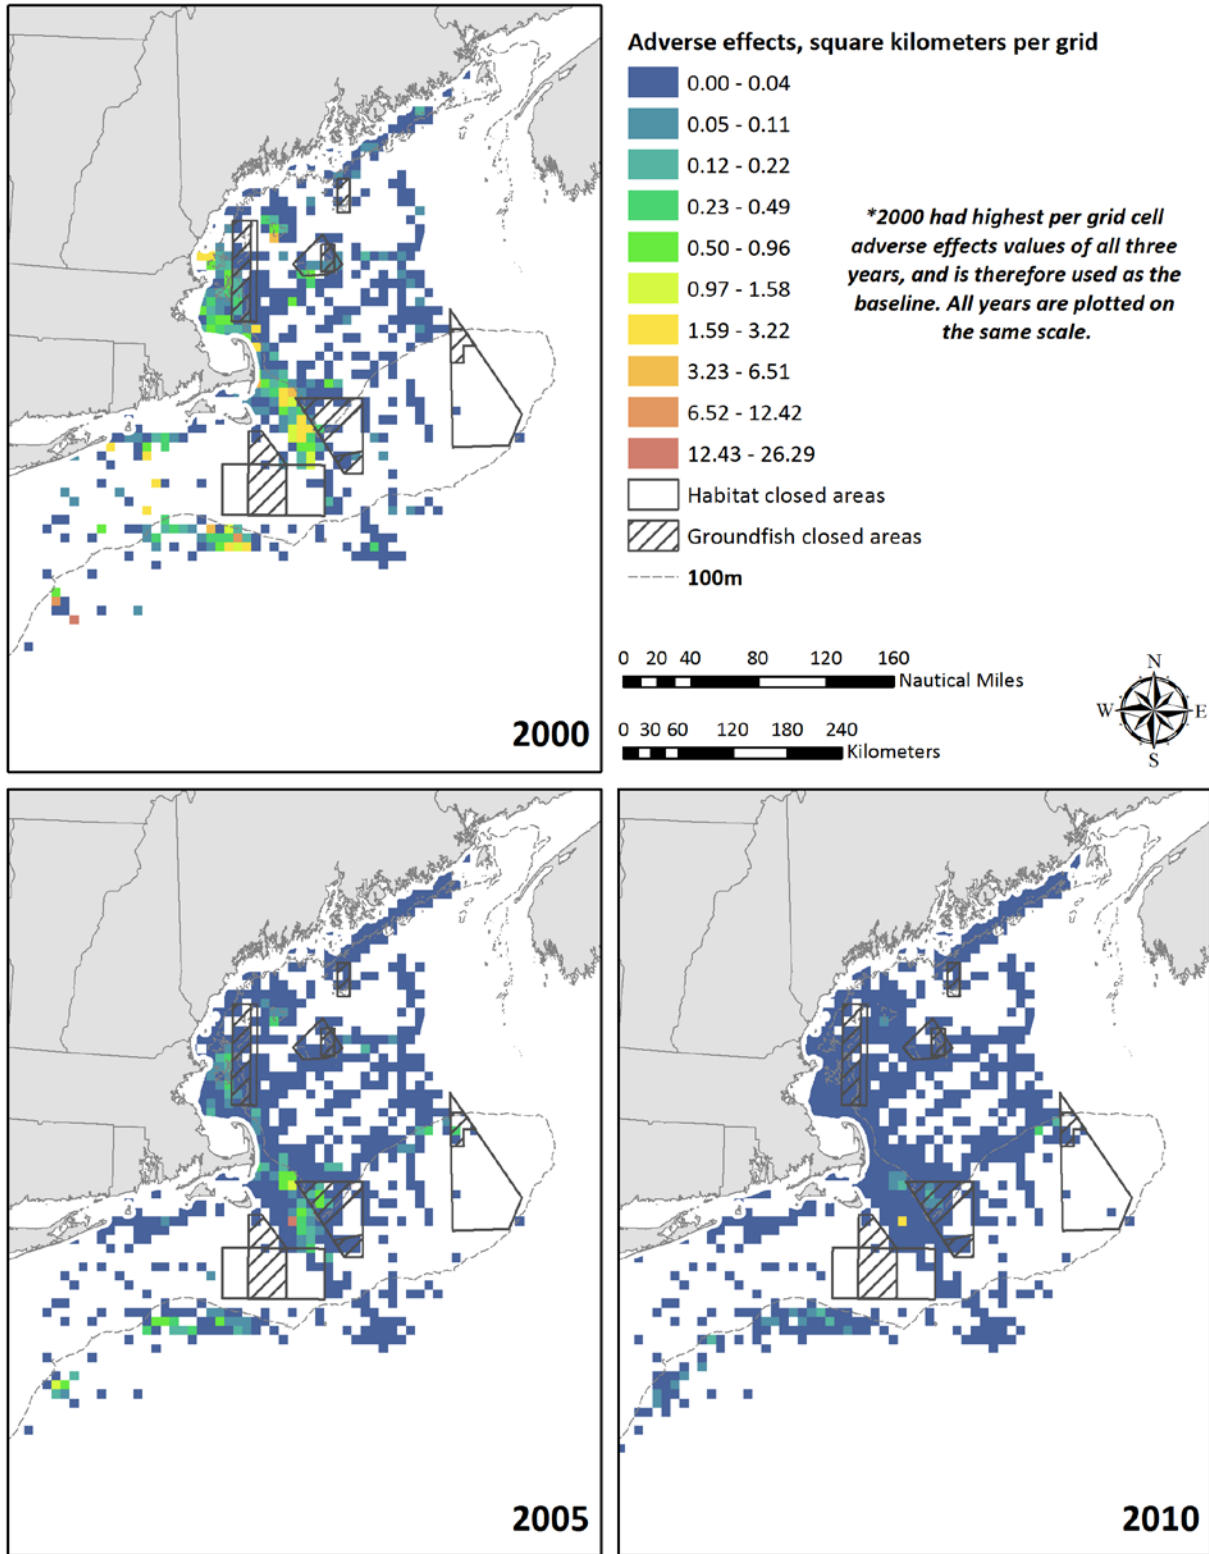 Adverse effects, square kilometers per grid
0.00 - 0.04
0.05 - 0.11
0.12 - 0.22
0.23 - 0.49
0.50 - 0.96
0.97 - 1.58
1.59 - 3.22
3.23 - 6.51
6.52 - 12.42
12.43 - 26.29
Habitat closed areas
Groundfish closed areas
100m
*2000 had highest per grid cell
adverse effects values of all three
years, and is therefore used as the
baseline. All years are plotted on
the same scale.
0 20 40 80 120 160
Nautical Miles
0 30 60 120 180 240
Kilometers
N
W E
S
2000
2005
2010